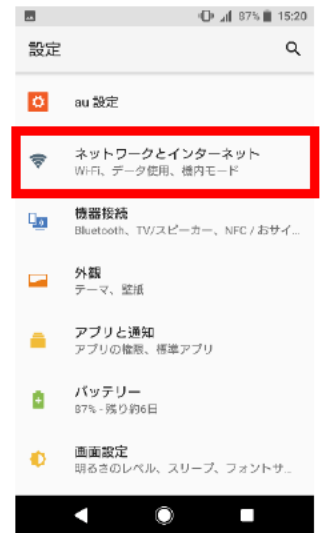 87% 15:20
設定
au 設定
ネットワークとインターネット
Wi-Fi、データ使用、機内モード
機器接続
Bluetooth、TV/スピーカー、NFC / おサイ...
外観
テーマ、壁紙
アプリと通知
アプリの権限、標準アプリ
バッテリー
87% - 残り約6日
画面設定
明るさのレベル、スリープ、フォントサ...